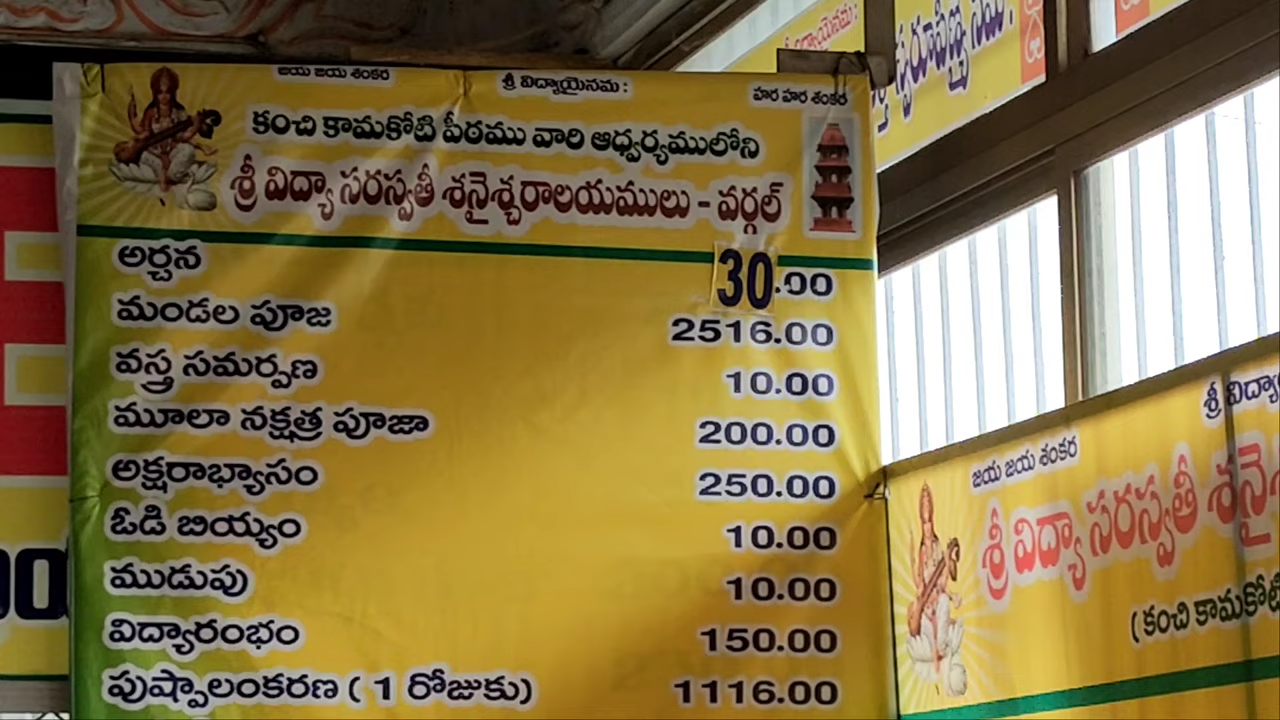 జయ జయ శంకర
శ్రీ విద్యాయైనమ :
హర హర శంకర
కంచి కామకోటి పీఠము వారి ఆధ్వర్యములోని
శ్రీ విద్యా సరస్వతీ శనైశ్చరాలయములు - వర్గల్
అర్చన 30.00
మండల పూజ 2516.00
వస్త్ర సమర్పణ 10.00
మూలా నక్షత్ర పూజా 200.00
అక్షరాభ్యాసం 250.00
ఓడి బియ్యం 10.00
ముడుపు 10.00
విద్యారంభం 150.00
పుష్పాలంకరణ ( 1 రోజుకు) 1116.00
జయ జయ శంకర
శ్రీ విద్యా
శ్రీ విద్యా సరస్వతీ
( కంచి కామకోటి